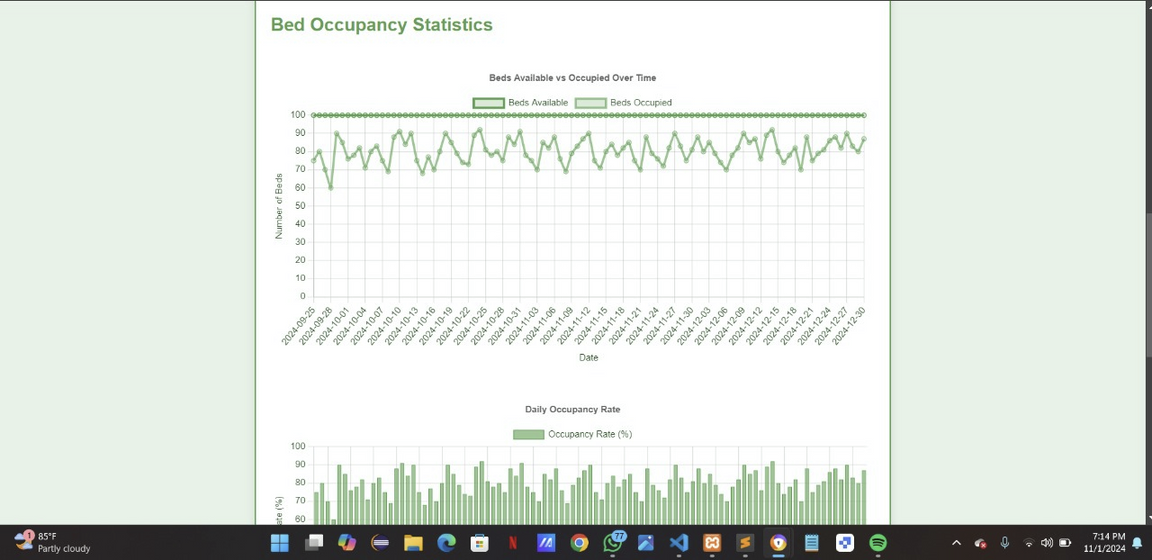 Bed Occupancy Statistics
Beds Available vs Occupied Over Time
Beds Available Beds Occupied
100
90
80
70
60
50
40
30
20
10
0
Number of Beds
2024-09-25 2024-09-28 2024-10-01 2024-10-04 2024-10-07 2024-10-10 2024-10-13 2024-10-16 2024-10-19 2024-10-22 2024-10-25 2024-10-28 2024-10-31 2024-11-03 2024-11-06 2024-11-09 2024-11-12 2024-11-15 2024-11-18 2024-11-21 2024-11-24 2024-11-27 2024-11-30 2024-12-03 2024-12-06 2024-12-09 2024-12-12 2024-12-15 2024-12-18 2024-12-21 2024-12-24 2024-12-27 2024-12-30
Date
Daily Occupancy Rate
Occupancy Rate (%)
100
90
80
70
60
ate (%)
1
85°F
Partly cloudy
77
7:14 PM
11/1/2024